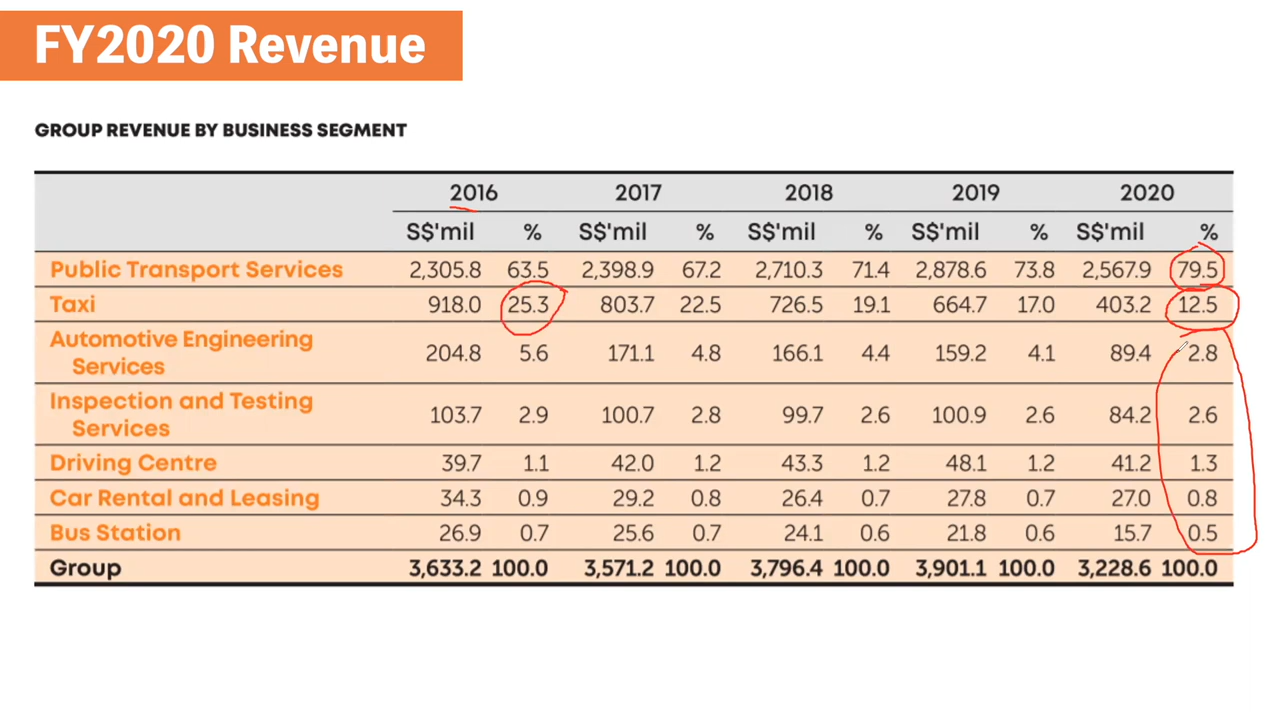 FY2020 Revenue
GROUP REVENUE BY BUSINESS SEGMENT
2016 2017 2018 2019 2020
S$'mil % S$'mil % S$'mil % S$'mil % S$'mil %
Public Transport Services 2,305.8 63.5 2,398.9 67.2 2,710.3 71.4 2,878.6 73.8 2,567.9 79.5
Taxi 918.0 25.3 803.7 22.5 726.5 19.1 664.7 17.0 403.2 12.5
Automotive Engineering
Services 204.8 5.6 171.1 4.8 166.1 4.4 159.2 4.1 89.4 2.8
Inspection and Testing
Services 103.7 2.9 100.7 2.8 99.7 2.6 100.9 2.6 84.2 2.6
Driving Centre 39.7 1.1 42.0 1.2 43.3 1.2 48.1 1.2 41.2 1.3
Car Rental and Leasing 34.3 0.9 29.2 0.8 26.4 0.7 27.8 0.7 27.0 0.8
Bus Station 26.9 0.7 25.6 0.7 24.1 0.6 21.8 0.6 15.7 0.5
Group 3,633.2 100.0 3,571.2 100.0 3,796.4 100.0 3,901.1 100.0 3,228.6 100.0